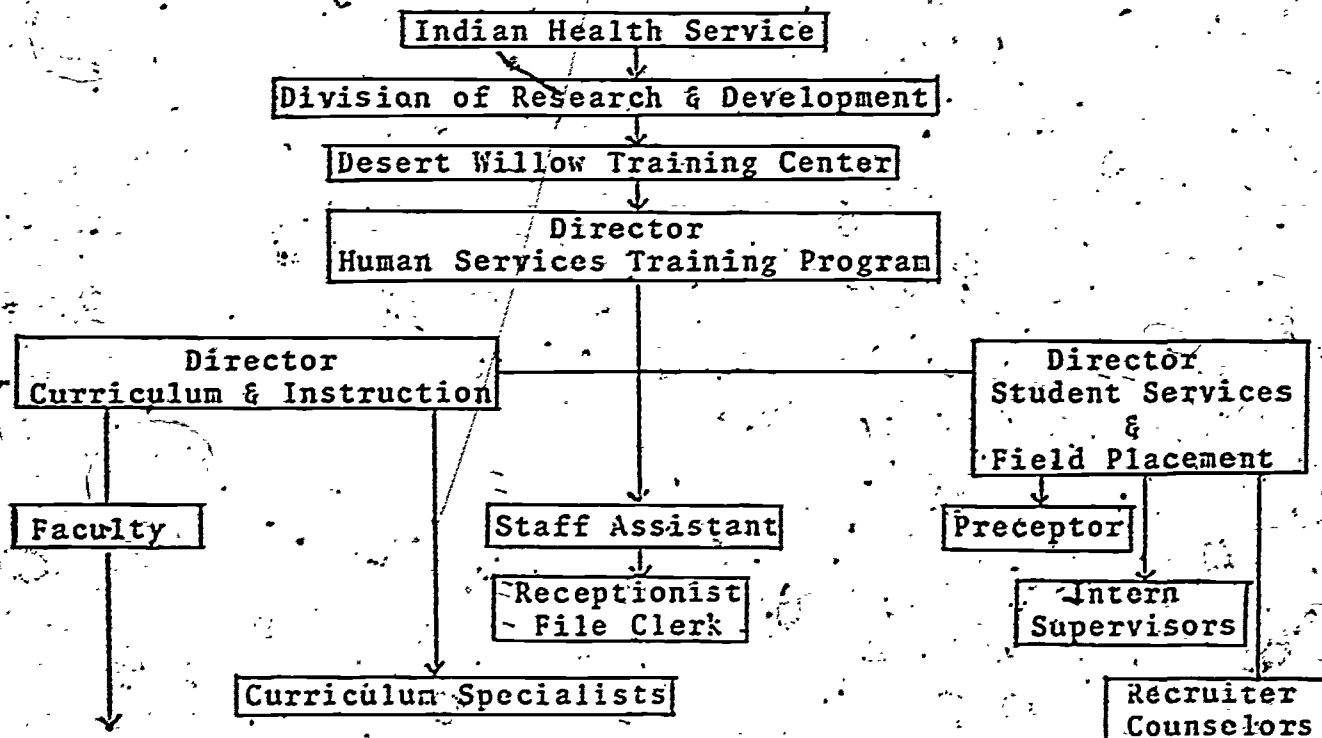 Indian Health Service
Division of Research & Development
Desert Willow Training Center
Director
Human Services Training Program
Director
Curriculum & Instruction
Director
Student Services
&
Field Placement
Faculty
Staff Assistant
Preceptor
Receptionist
File Clerk
Intern
Supervisors
Curriculum Specialists
Recruiter
Counselors